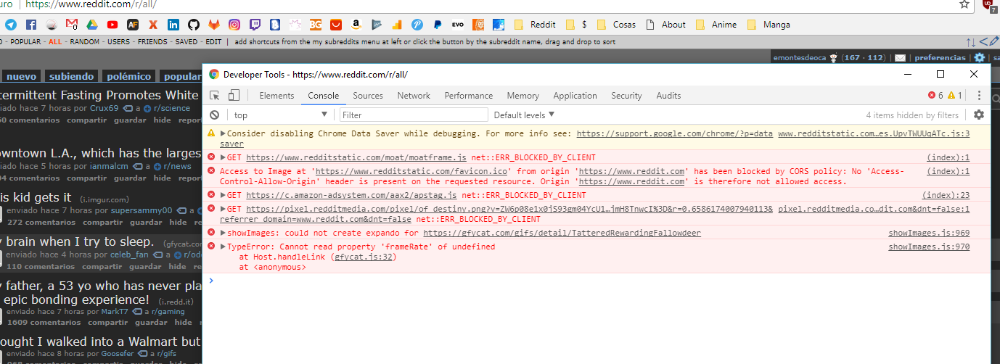 uro | https://www.reddit.com/r/all/
7
EVO Reddit $ Cosas About Anime Manga
- POPULAR - ALL - RANDOM - USERS - FRIENDS - SAVED - EDIT | add shortcuts from the my subreddits menu at left or click the button by the subreddit name, drag and drop to sort
emontesdeoca (167 · 112) | | preferencias | | sa
nuevo subiendo polémico popular
Developer Tools - https://www.reddit.com/r/all/
Elements Console Sources Network Performance Memory Application Security Audits 6 1
top Filter Default levels 4 items hidden by filters
termittent Fasting Promotes White
iado hace 7 horas por Crux69 a r/science
50 comentarios compartir guardar hide report
owntown L.A., which has the larges
iado hace 5 horas por ianmalcm a r/news
04 comentarios compartir guardar hide report
is kid gets it (i.imgur.com)
enviado hace 7 horas por supersammy00 a
272 comentarios compartir guardar hide
y brain when I try to sleep. (gfycat.com
enviado hace 4 horas por celeb_fan a r/od
110 comentarios compartir guardar hide
y father, a 53 yo who has never pla
epic bonding experience! (i.redd.it)
enviado hace 7 horas por MarkT7 a r/gaming
1609 comentarios compartir guardar hide r
ought I walked into a Walmart but
enviado hace 8 horas por Goosefer a r/gifs
Consider disabling Chrome Data Saver while debugging. For more info see: https://support.google.com/chrome/?p=data www.redditstatic.com…es.UpvTWUUqATc.js:3
saver
GET https://www.redditstatic.com/moat/moatframe.js net::ERR_BLOCKED_BY_CLIENT (index):1
Access to Image at 'https://www.redditstatic.com/favicon.ico' from origin 'https://www.reddit.com' has been blocked by CORS policy: No 'Access- (index):1
Control-Allow-Origin' header is present on the requested resource. Origin 'https://www.reddit.com' is therefore not allowed access.
GET https://c.amazon-adsystem.com/aax2/apstag.js net::ERR_BLOCKED_BY_CLIENT (index):23
GET https://pixel.redditmedia.com/pixel/of_destiny.png?v=ZW6p08e1x0jS93gm04YcU1…jmH8TnwcI%3D&r=0.6586174007940113& pixel.redditmedia.co…dit.com&dnt=false:1
referrer_domain=www.reddit.com&dnt=false net::ERR_BLOCKED_BY_CLIENT
showImages: could not create expando for https://gfycat.com/gifs/detail/TatteredRewardingFallowdeer showImages.js:969
TypeError: Cannot read property 'frameRate' of undefined showImages.js:970
at Host.handleLink (gfycat.js:32)
at <anonymous>